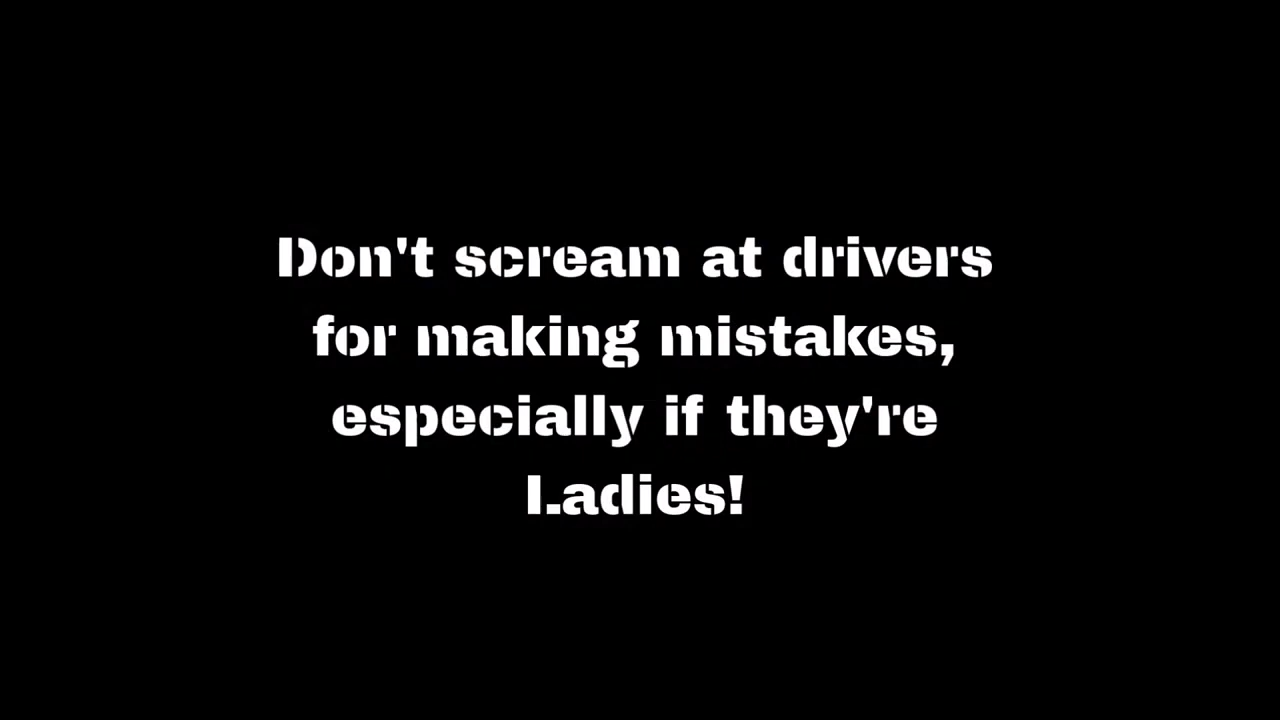 Don't scream at drivers
for making mistakes,
especially if they're
Ladies!